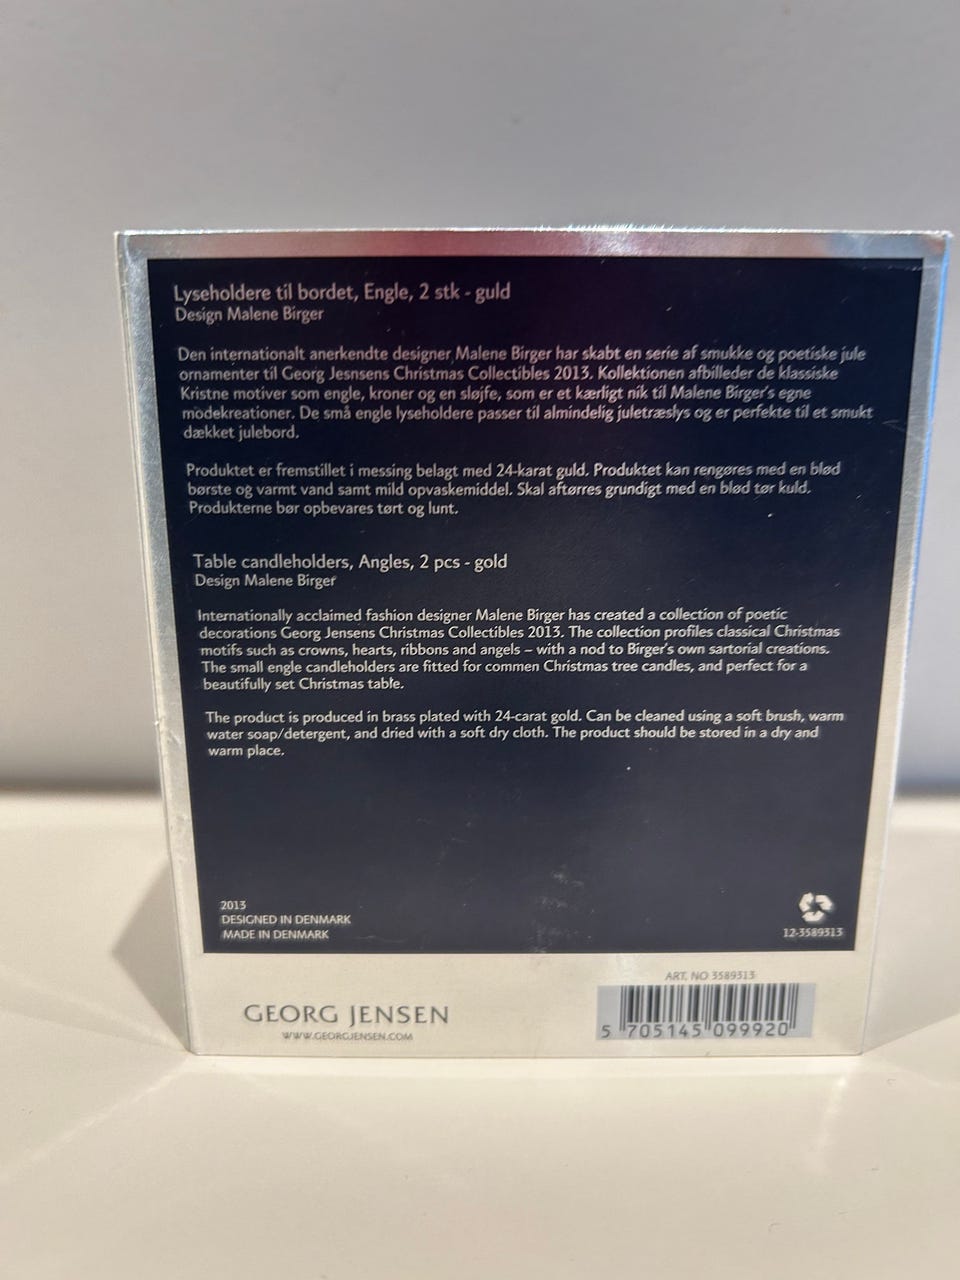 Lyseholdere til bordet, Engle, 2 stk - guld
Design Malene Birger
Den internationalt anerkendte designer Malene Birger har skabt en serie af smukke og poetiske jule
ornamenter til Georg Jesnsens Christmas Collectibles 2013. Kollektionen afbilleder de klassiske
Kristne motiver som engle, kroner og en sløjfe, som er et kærligt nik til Malene Birger's egne
modekreationer. De små engle lyseholdere passer til almindelig juletræslys og er perfekte til et smukt
dækket julebord.
Produktet er fremstillet i messing belagt med 24-karat guld. Produktet kan rengøres med en blød
børste og varmt vand samt mild opvaskemiddel. Skal aftørres grundigt med en blød tør kuld.
Produkterne bør opbevares tørt og lunt.
Table candleholders, Angles, 2 pcs - gold
Design Malene Birger
Internationally acclaimed fashion designer Malene Birger has created a collection of poetic
decorations Georg Jensens Christmas Collectibles 2013. The collection profiles classical Christmas
motifs such as crowns, hearts, ribbons and angels – with a nod to Birger's own sartorial creations.
The small engle candleholders are fitted for commen Christmas tree candles, and perfect for a
beautifully set Christmas table.
The product is produced in brass plated with 24-carat gold. Can be cleaned using a soft brush, warm
water soap/detergent, and dried with a soft dry cloth. The product should be stored in a dry and
warm place.
2013
DESIGNED IN DENMARK
MADE IN DENMARK
12-3589313
ART. NO 3589313
GEORG JENSEN
WWW.GEORGJENSEN.COM
5 705145 099920